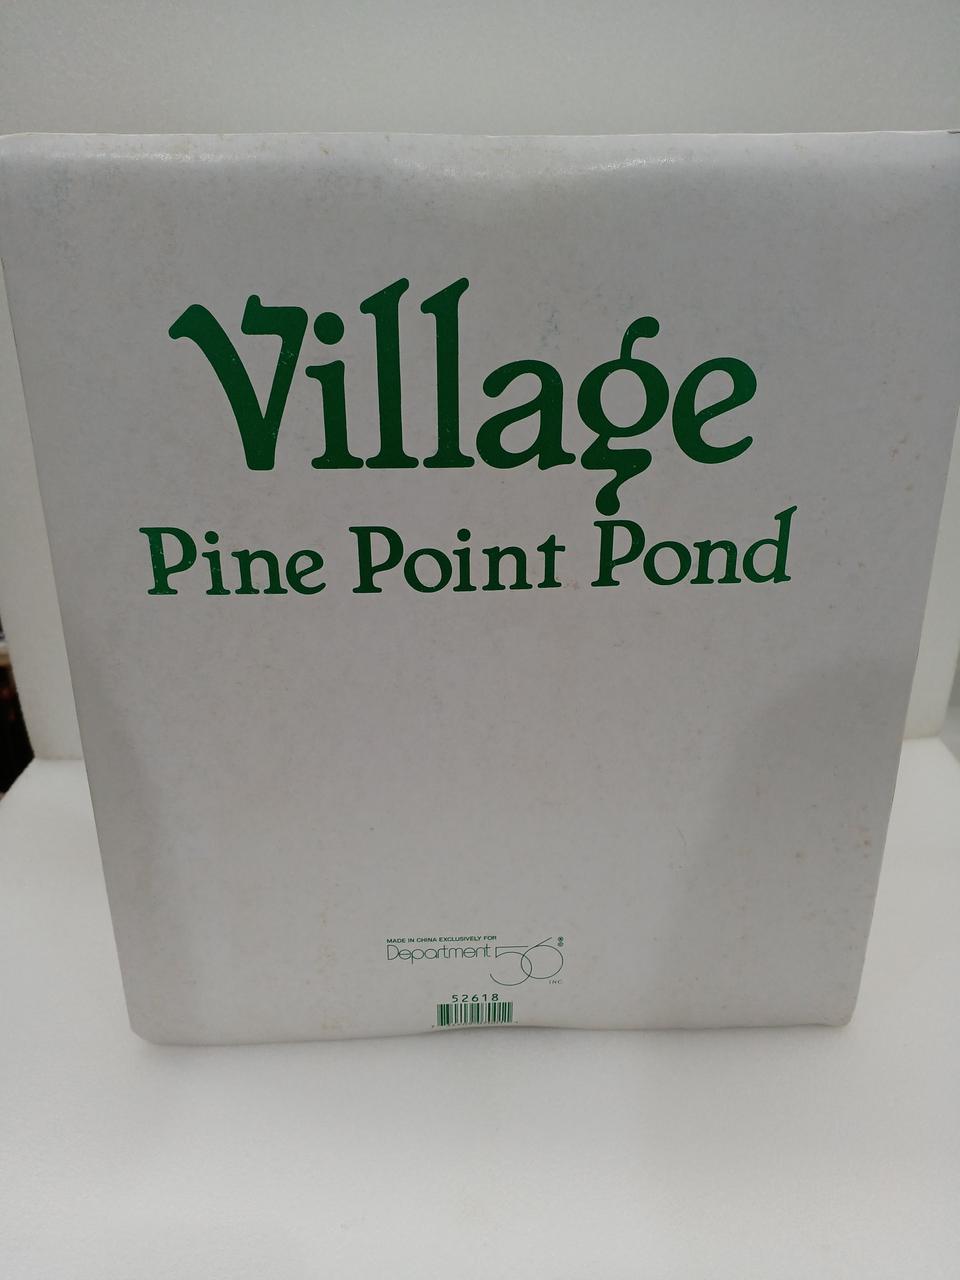 Village
Pine Point Pond
MADE IN CHINA EXCLUSIVELY FOR
Department 56®
INC
52618